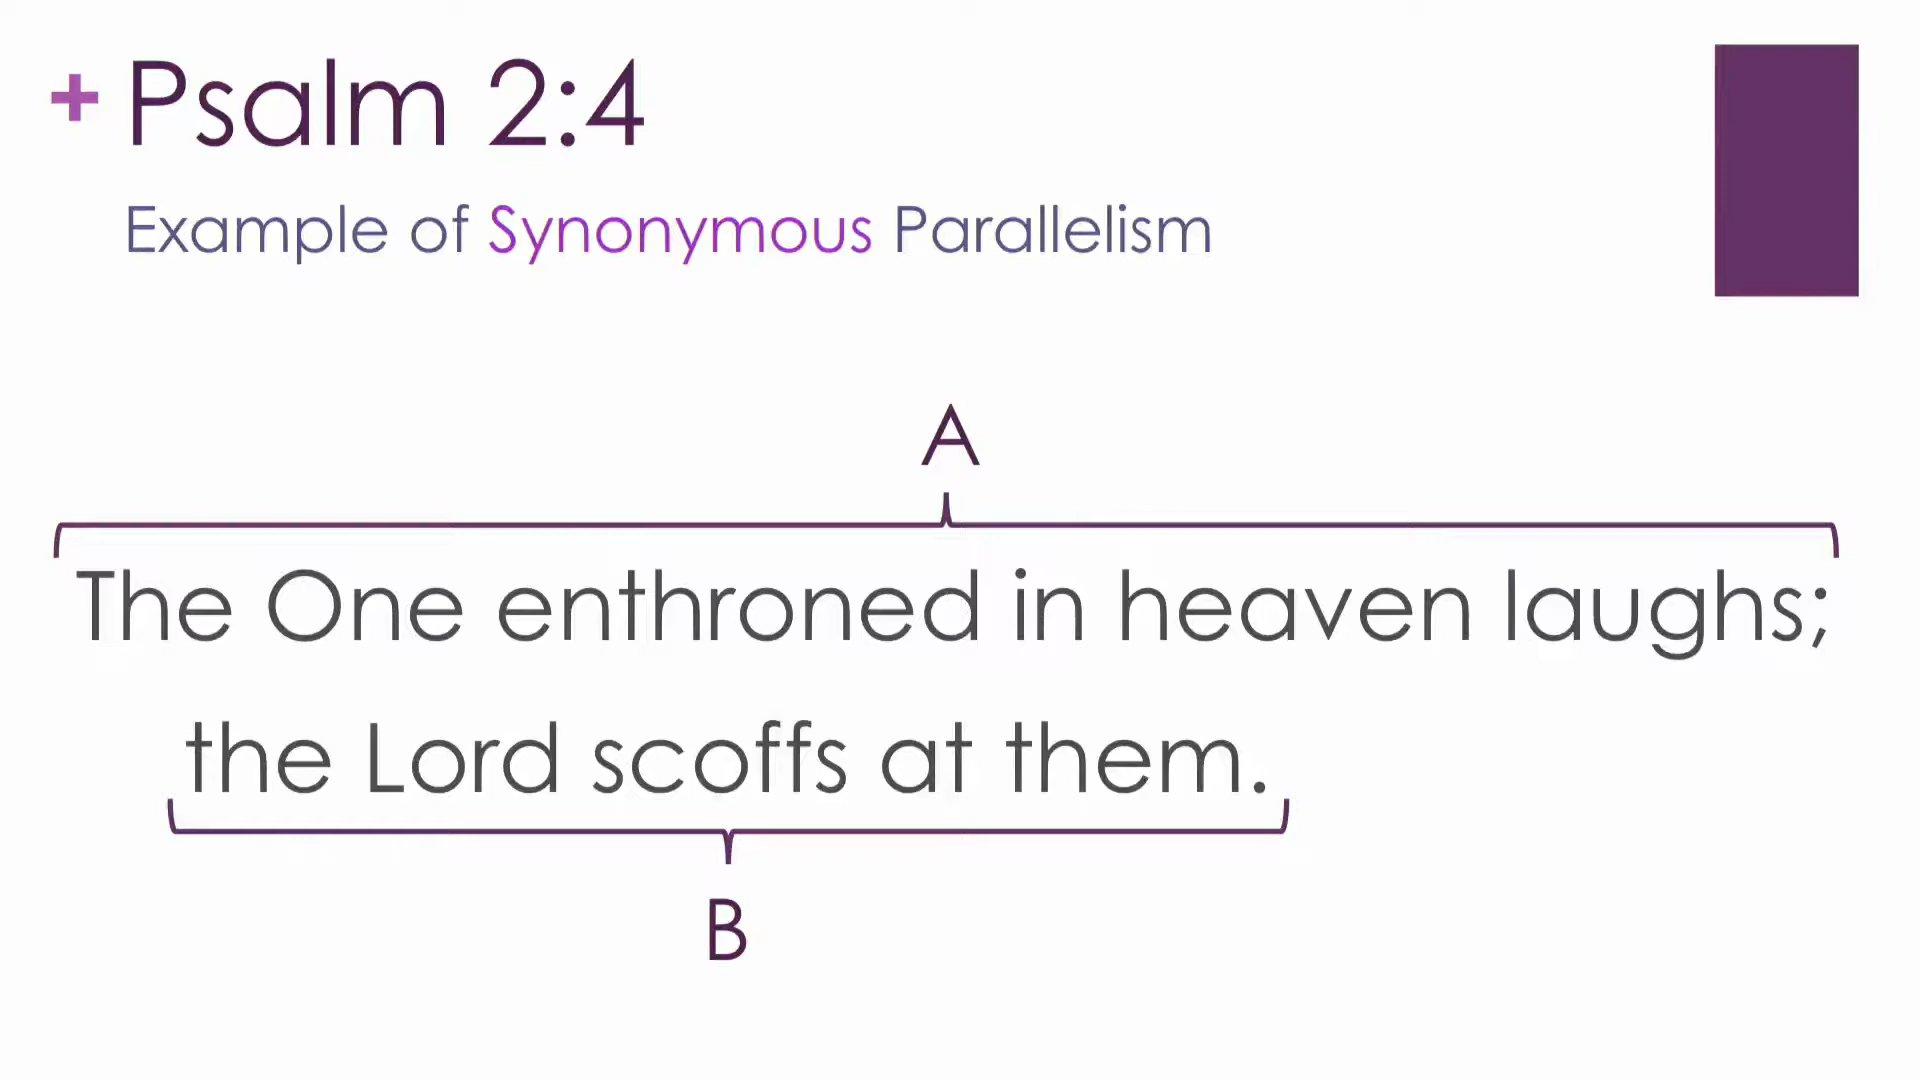 + Psalm 2:4
Example of Synonymous Parallelism
A
The One enthroned in heaven laughs;
the Lord scoffs at them.
B